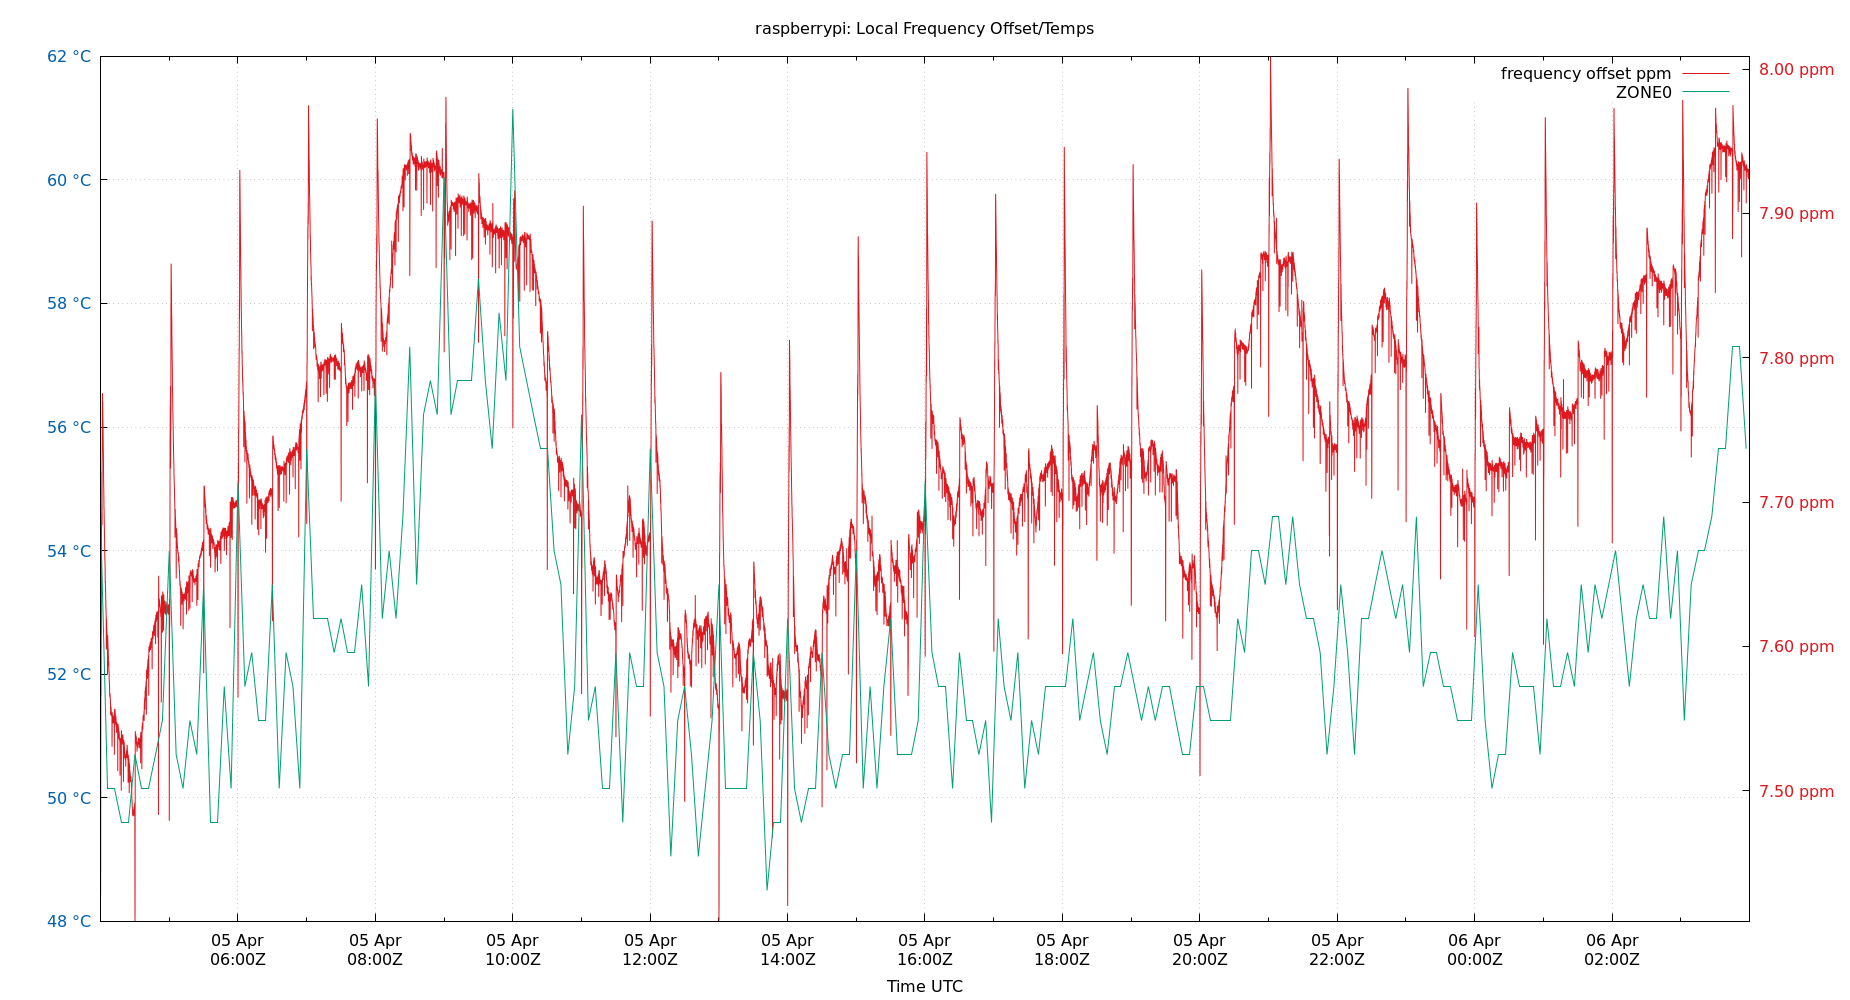 raspberrypi: Local Frequency Offset/Temps
frequency offset ppm
ZONE0
62 °C
60 °C
58 °C
56 °C
54 °C
52 °C
50 °C
48 °C
8.00 ppm
7.90 ppm
7.80 ppm
7.70 ppm
7.60 ppm
7.50 ppm
05 Apr 05 Apr 05 Apr 05 Apr 05 Apr 05 Apr 05 Apr 05 Apr 05 Apr 06 Apr 06 Apr
06:00Z 08:00Z 10:00Z 12:00Z 14:00Z 16:00Z 18:00Z 20:00Z 22:00Z 00:00Z 02:00Z
Time UTC